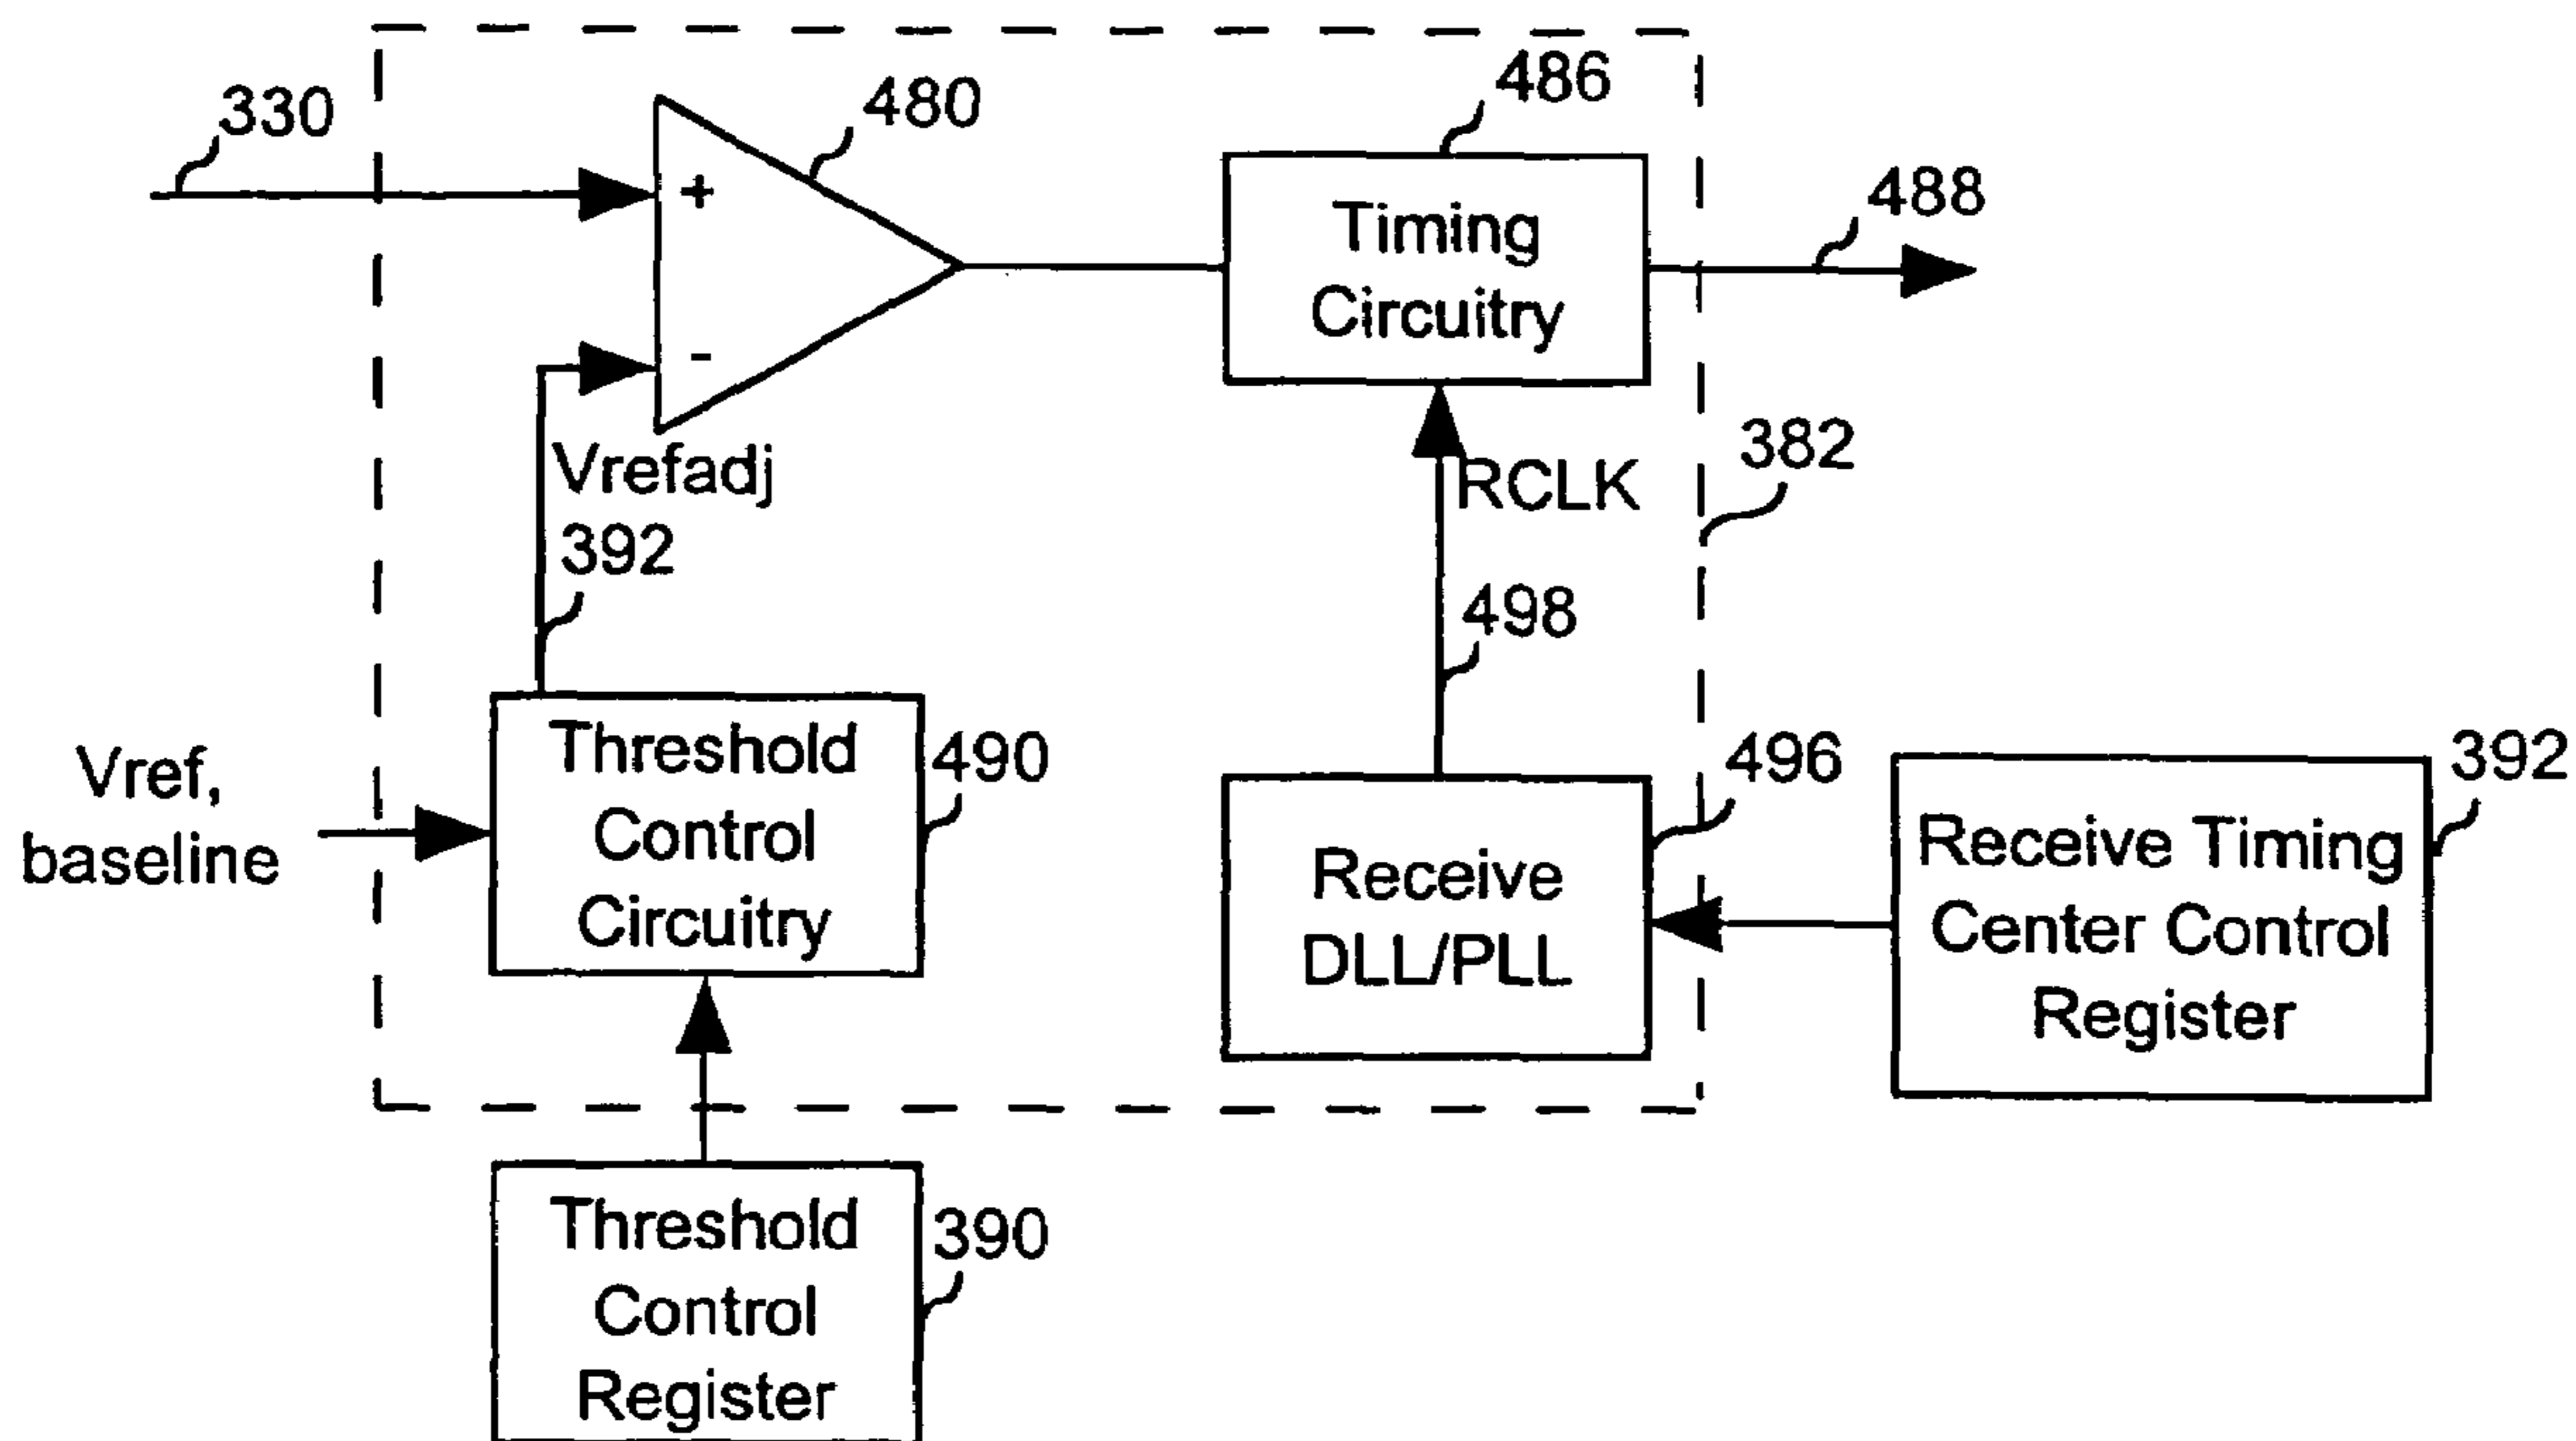 330
480
486
488
+
-
Timing
Circuitry
Vrefadj
392
RCLK
382
498
Vref,
baseline
Threshold
Control
Circuitry
490
Receive
DLL/PLL
496
Receive Timing
Center Control
Register
392
Threshold
Control
Register
390